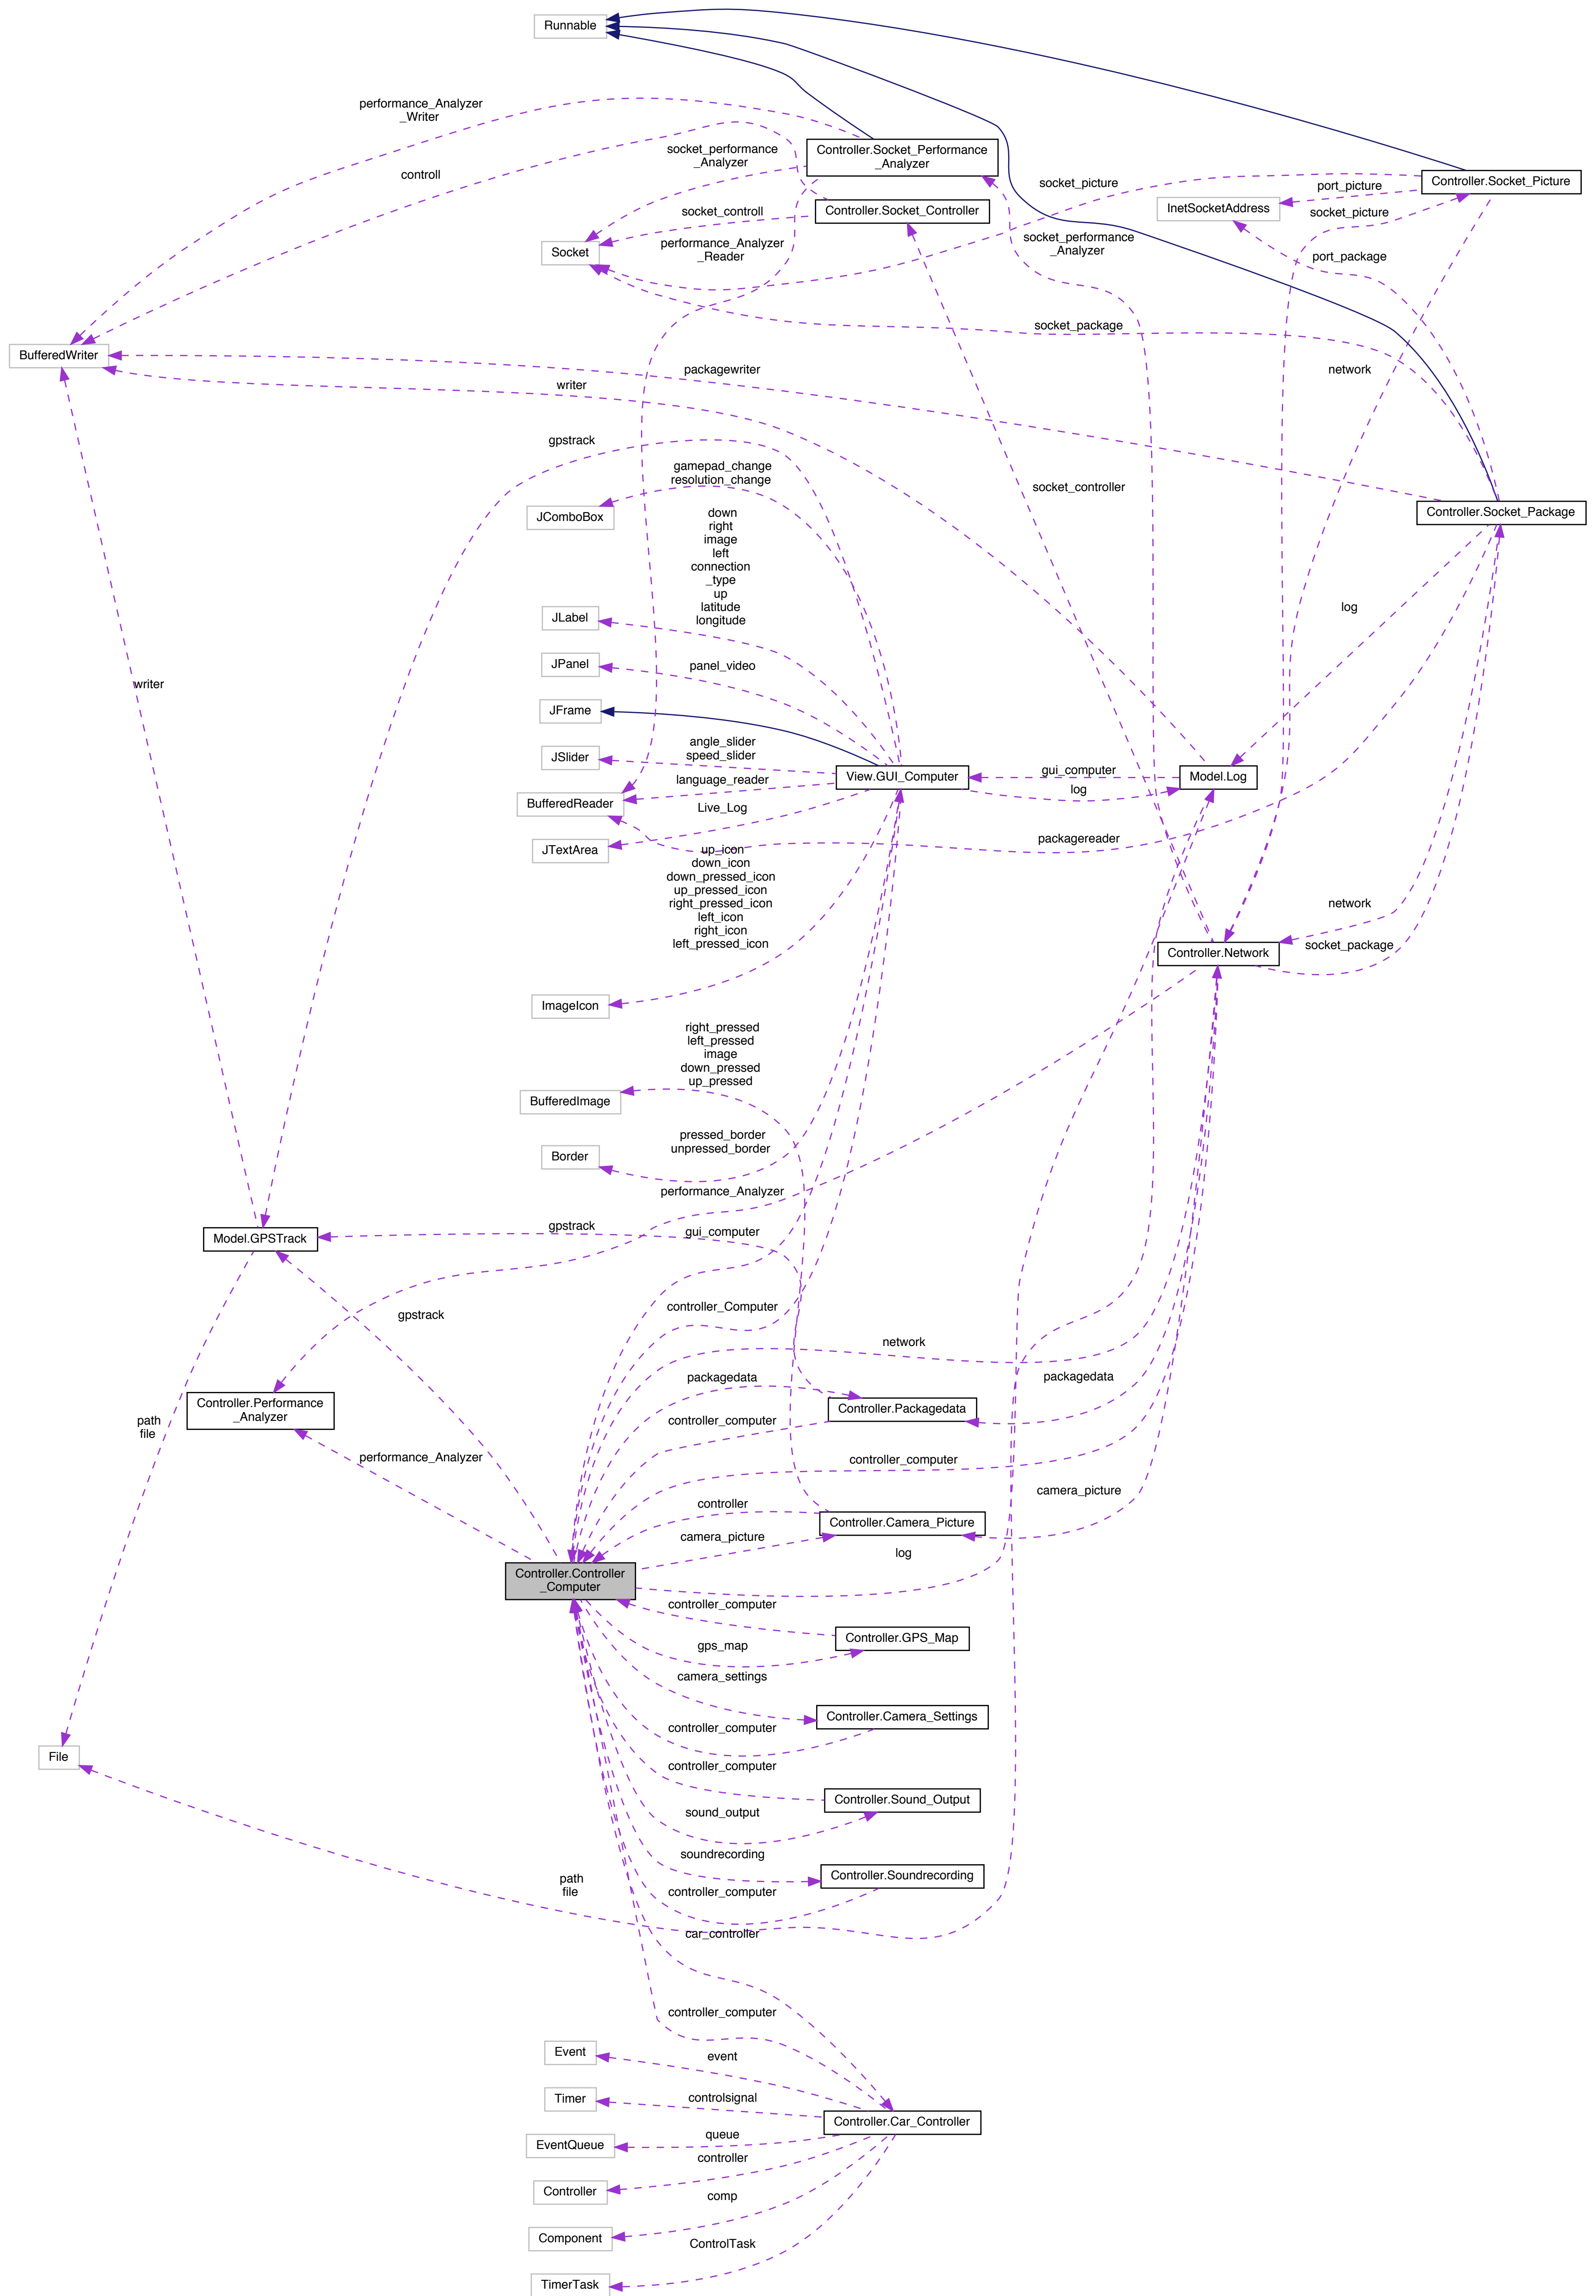 Runnable
performance_Analyzer
_Writer
Controller.Socket_Performance
_Analyzer
socket_performance
_Analyzer
controll
Controller.Socket_Picture
socket_picture
port_picture
InetSocketAddress
Controller.Socket_Controller
socket_controll
socket_picture
Socket
performance_Analyzer
_Reader
socket_performance
_Analyzer
port_package
socket_package
BufferedWriter
packagewriter
network
writer
gpstrack
gamepad_change
resolution_change
socket_controller
JComboBox
Controller.Socket_Package
down
right
image
left
connection
_type
up
latitude
longitude
JLabel
log
JPanel
panel_video
writer
JFrame
angle_slider
speed_slider
JSlider
gui_computer
View.GUI_Computer
Model.Log
language_reader
log
BufferedReader
Live_Log
JTextArea
packagereader
up_icon
down_icon
down_pressed_icon
up_pressed_icon
right_pressed_icon
left_icon
right_icon
left_pressed_icon
network
socket_package
Controller.Network
ImageIcon
right_pressed
left_pressed
image
down_pressed
up_pressed
BufferedImage
pressed_border
unpressed_border
Border
performance_Analyzer
gpstrack
gui_computer
Model.GPSTrack
controller_Computer
gpstrack
network
packagedata
packagedata
Controller.Performance
_Analyzer
Controller.Packagedata
path
file
controller_computer
performance_Analyzer
controller_computer
camera_picture
controller
Controller.Camera_Picture
camera_picture
log
Controller.Controller
_Computer
controller_computer
Controller.GPS_Map
gps_map
camera_settings
Controller.Camera_Settings
controller_computer
File
controller_computer
Controller.Sound_Output
sound_output
soundrecording
Controller.Soundrecording
path
file
controller_computer
car_controller
controller_computer
Event
event
Timer
controlsignal
Controller.Car_Controller
queue
EventQueue
controller
Controller
comp
Component
ControlTask
TimerTask